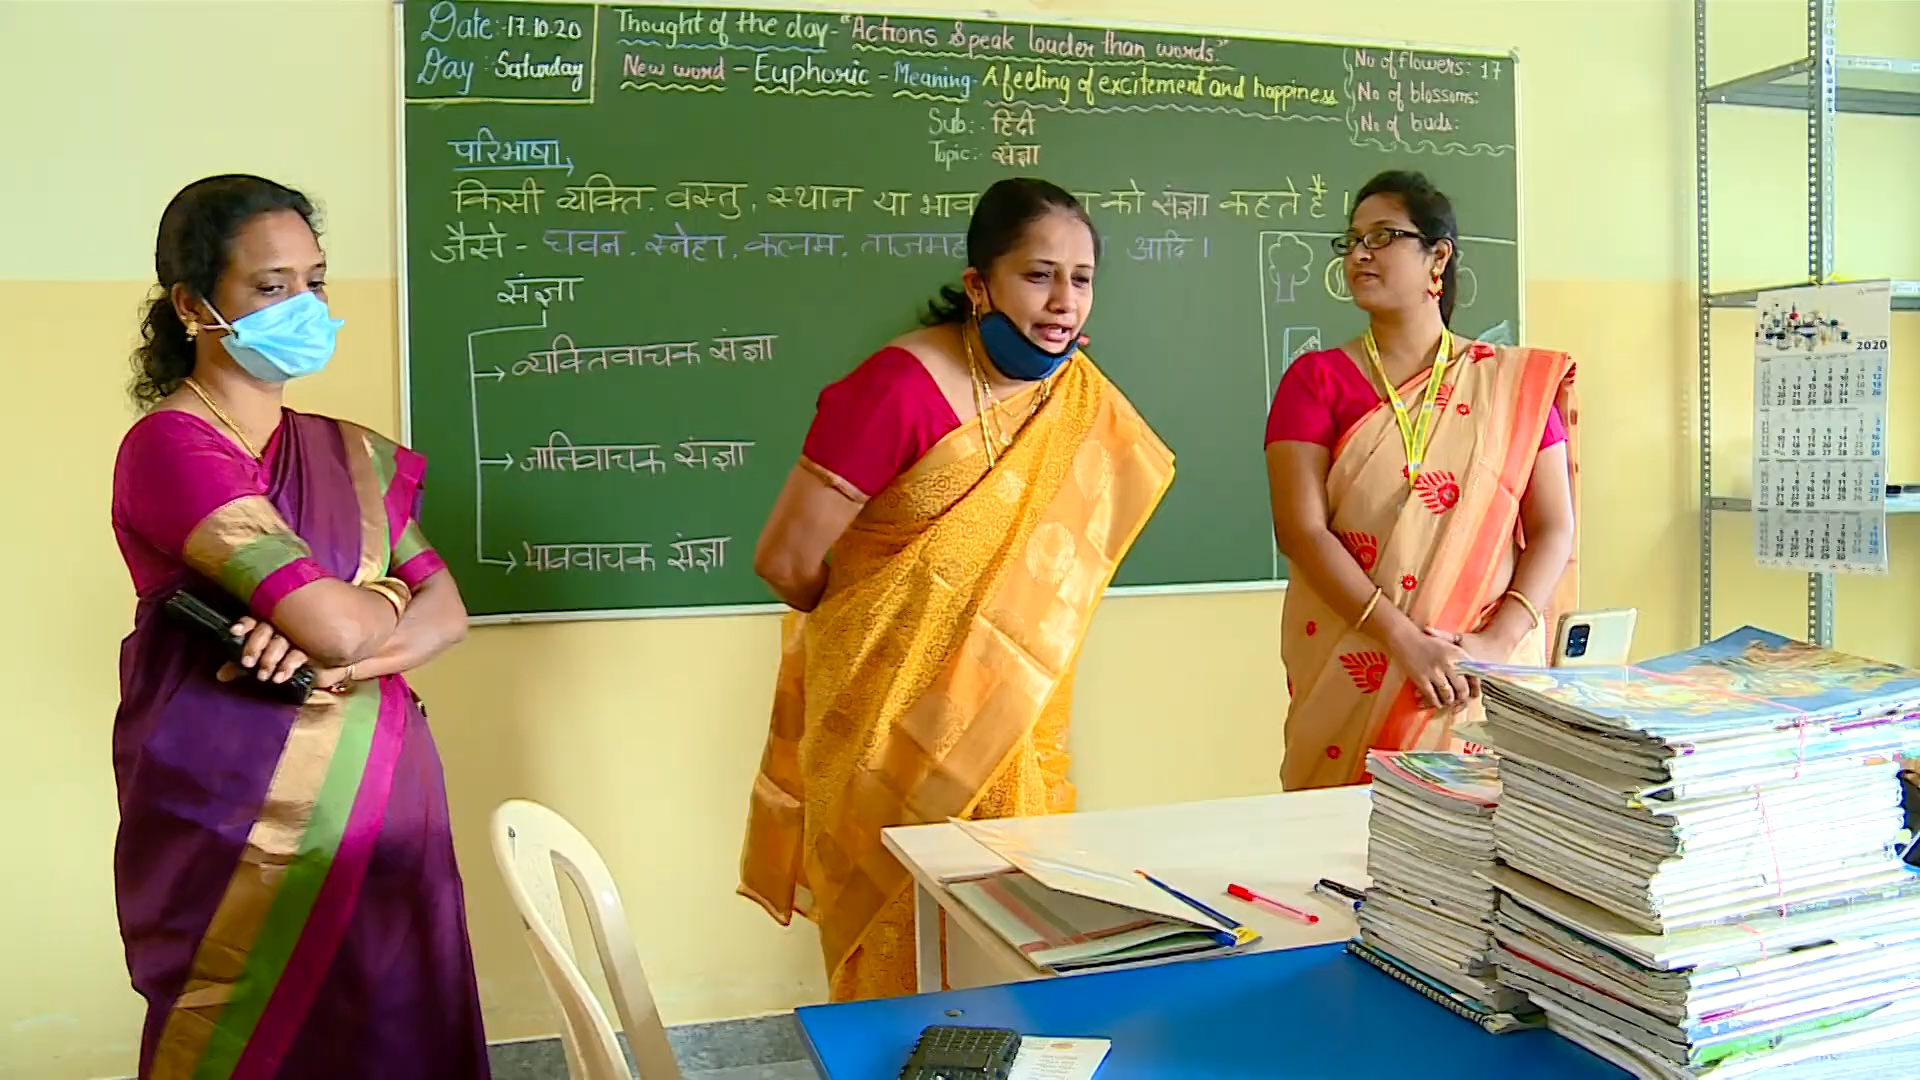 Date:- 17.10.20
Day : Saturday
Thought of the day - "Actions Speak louder than words."
New word - Euphoric - Meaning - A feeling of excitement and happiness
No of flowers: 17
No of blossoms:
No of buds:
Sub:- हिंदी
Topic:- संज्ञा
परिभाषा
किसी व्यक्ति, वस्तु, स्थान या भाव को संज्ञा कहते हैं ।
जैसे - पवन, स्नेहा, कलम, आदि ।
संज्ञा
व्यक्तिवाचक संज्ञा
जातिवाचक संज्ञा
भाववाचक संज्ञा
2020